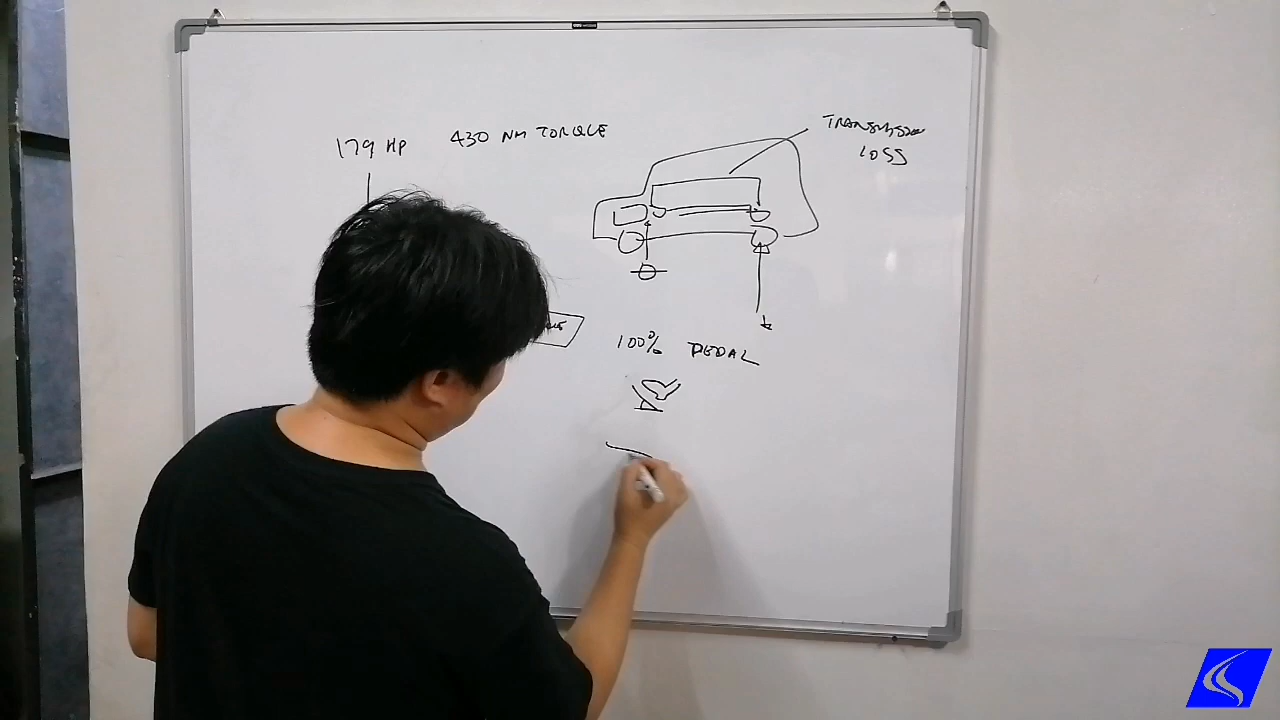 179 HP
430 NM TORQUE
TRANSMISSION
LOSS
100% PEDAL